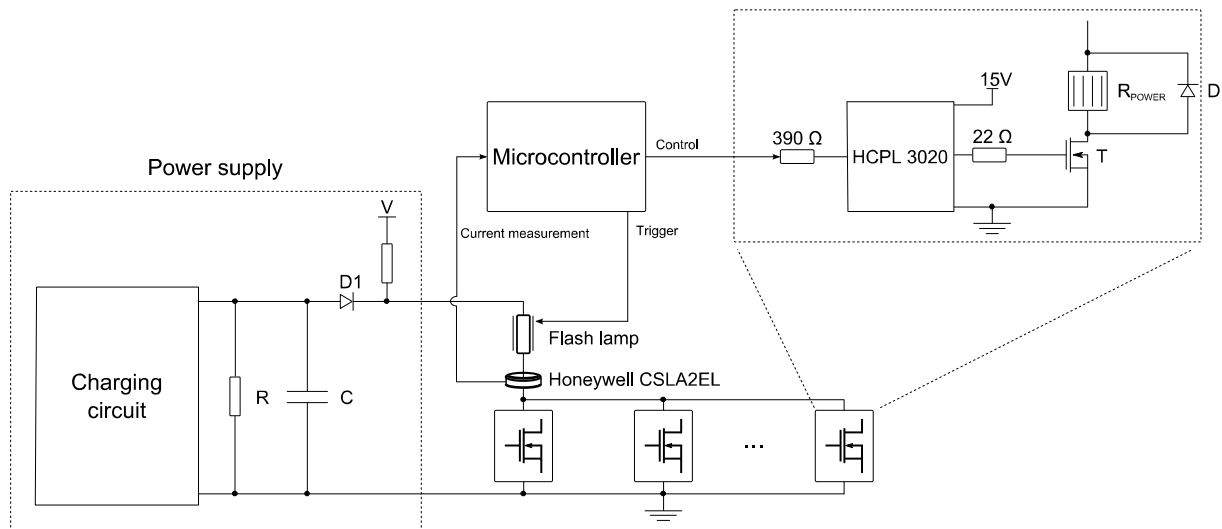 Power supply
Charging
circuit
R
C
D1
V
Microcontroller
Current measurement
Trigger
Control
Flash lamp
Honeywell CSLA2EL
...
390 Ω
HCPL 3020
15V
22 Ω
R_POWER
D
T